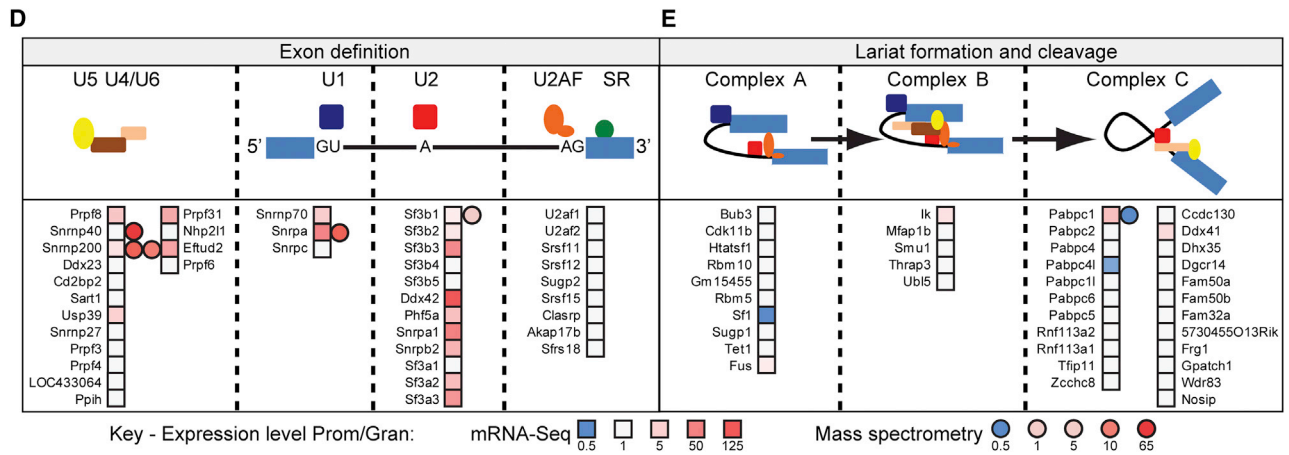 D
E
Exon definition
Lariat formation and cleavage
U5 U4/U6
U1
U2
U2AF SR
Complex A
Complex B
Complex C
5’ GU A AG 3’
Prpf8
Snrnp40
Snrnp200
Ddx23
Cd2bp2
Sart1
Usp39
Snrnp27
Prpf3
Prpf4
LOC433064
Ppih
Prpf31
Nhp2l1
Eftud2
Prpf6
Snrnp70
Snrpa
Snrpc
Sf3b1
Sf3b2
Sf3b3
Sf3b4
Sf3b5
Ddx42
Phf5a
Snrpa1
Snrpb2
Sf3a1
Sf3a2
Sf3a3
U2af1
U2af2
Srsf11
Srsf12
Sugp2
Srsf15
Clasrp
Akap17b
Sfrs18
Bub3
Cdk11b
Htatsf1
Rbm10
Gm15455
Rbm5
Sf1
Sugp1
Tet1
Fus
Ik
Mfap1b
Smu1
Thrap3
Ubl5
Pabpc1
Pabpc2
Pabpc4
Pabpc4l
Pabpc1l
Pabpc6
Pabpc5
Rnf113a2
Rnf113a1
Tfip11
Zcchc8
Ccdc130
Ddx41
Dhx35
Dgcr14
Fam50a
Fam50b
Fam32a
5730455O13Rik
Frg1
Gpatch1
Wdr83
Nosip
Key - Expression level Prom/Gran: mRNA-Seq
0.5 1 5 50 125
Mass spectrometry
0.5 1 5 10 65